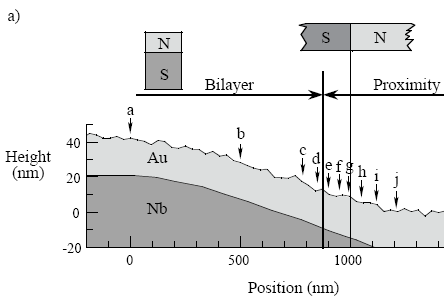 a)
N
S
S N
Bilayer
Proximity
a
b
c d e f g h i j
Height
(nm)
40
20
0
-20
Au
Nb
0 500 1000
Position (nm)